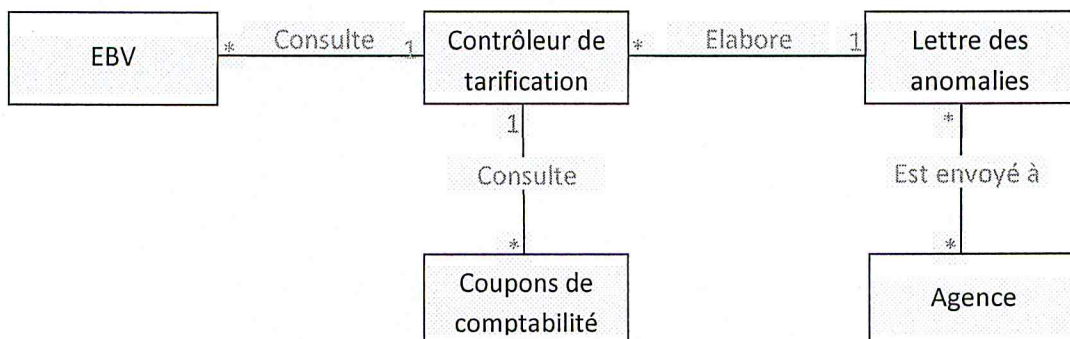 EBV
* Consulte 1
Contrôleur de
tarification
* Elabore 1
Lettre des
anomalies
1
Consulte
*
*
Est envoyé à
*
Coupons de
comptabilité
Agence